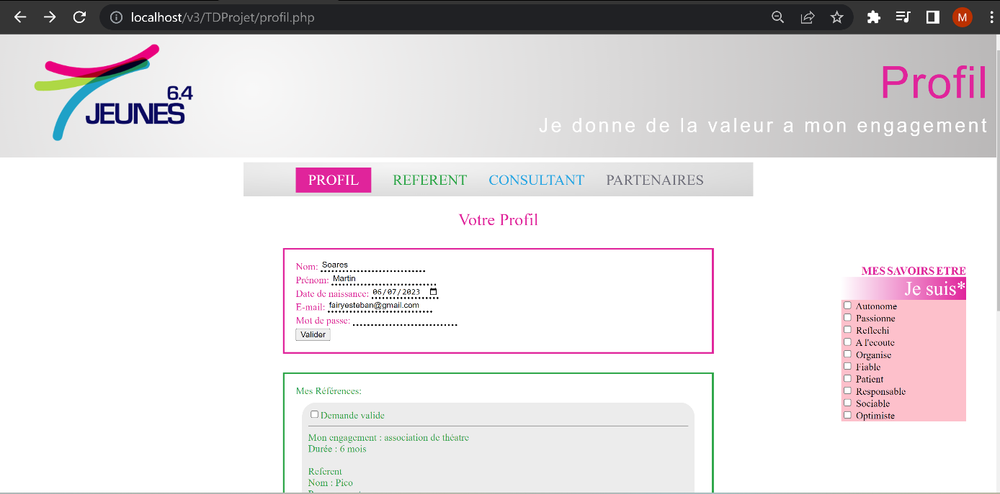 localhost/v3/TDProjet/profil.php
M
6.4
JEUNES
Profil
Je donne de la valeur a mon engagement
PROFIL REFERENT CONSULTANT PARTENAIRES
Votre Profil
Nom: Soares
Prénom: Martin
Date de naissance: 06/07/2023
E-mail: fairyesteban@gmail.com
Mot de passe:
Valider
Mes Références:
Demande valide
Mon engagement : association de théatre
Durée : 6 mois
Referent
Nom : Pico
MES SAVOIRS ETRE
Je suis*
Autonome
Passionne
Reflechi
A l'ecoute
Organise
Fiable
Patient
Responsable
Sociable
Optimiste